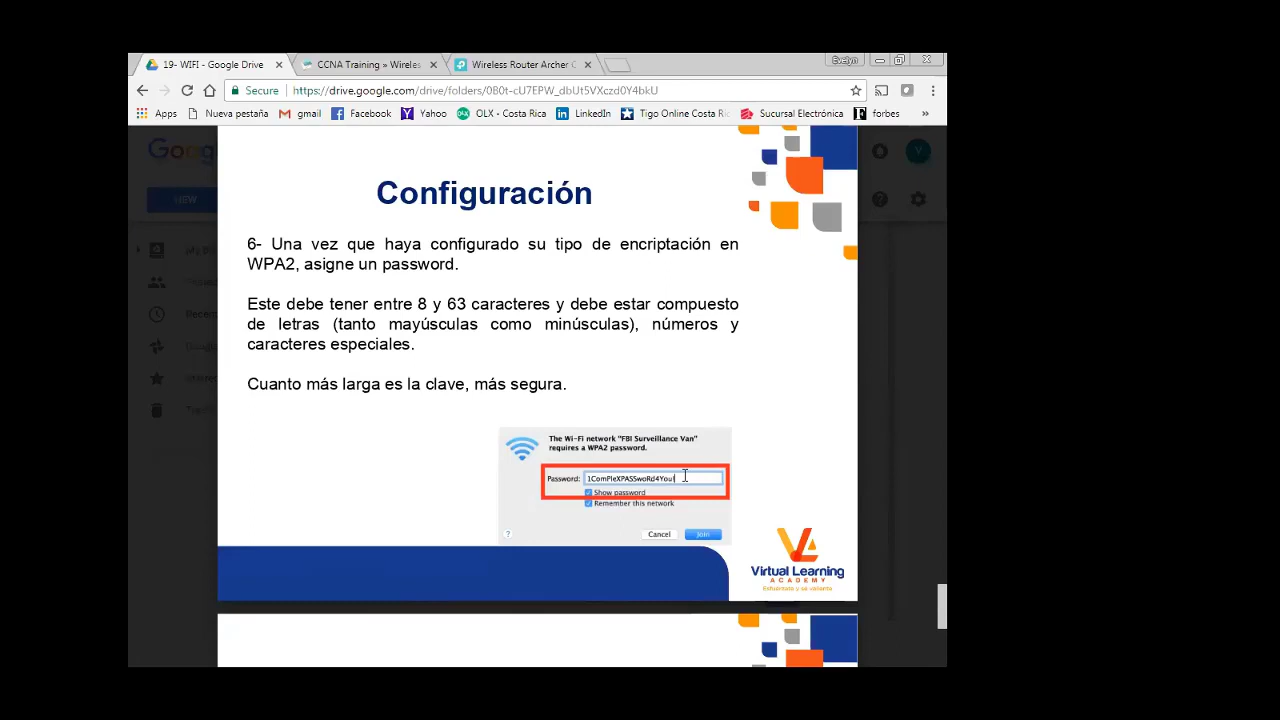 19- WIFI - Google Drive
CCNA Training » Wireles
Wireless Router Archer C
Evelyn
Secure
https://drive.google.com/drive/folders/0B0t-cU7EPW_dbUt5VXczd0Y4bkU
Apps
Nueva pestaña
gmail
Facebook
Yahoo
OLX - Costa Rica
LinkedIn
Tigo Online Costa Ric
Sucursal Electrónica
forbes
»
NEW
Y
Configuración
6- Una vez que haya configurado su tipo de encriptación en
WPA2, asigne un password.
Este debe tener entre 8 y 63 caracteres y debe estar compuesto
de letras (tanto mayúsculas como minúsculas), números y
caracteres especiales.
Cuanto más larga es la clave, más segura.
The Wi-Fi network "FBI Surveillance Van"
requires a WPA2 password.
Password: 1ComPleXPASSwoRd4You!
Show password
Remember this network
?
Cancel
Join
Virtual Learning
ACADEMY
Esfuérzate y sé valiente